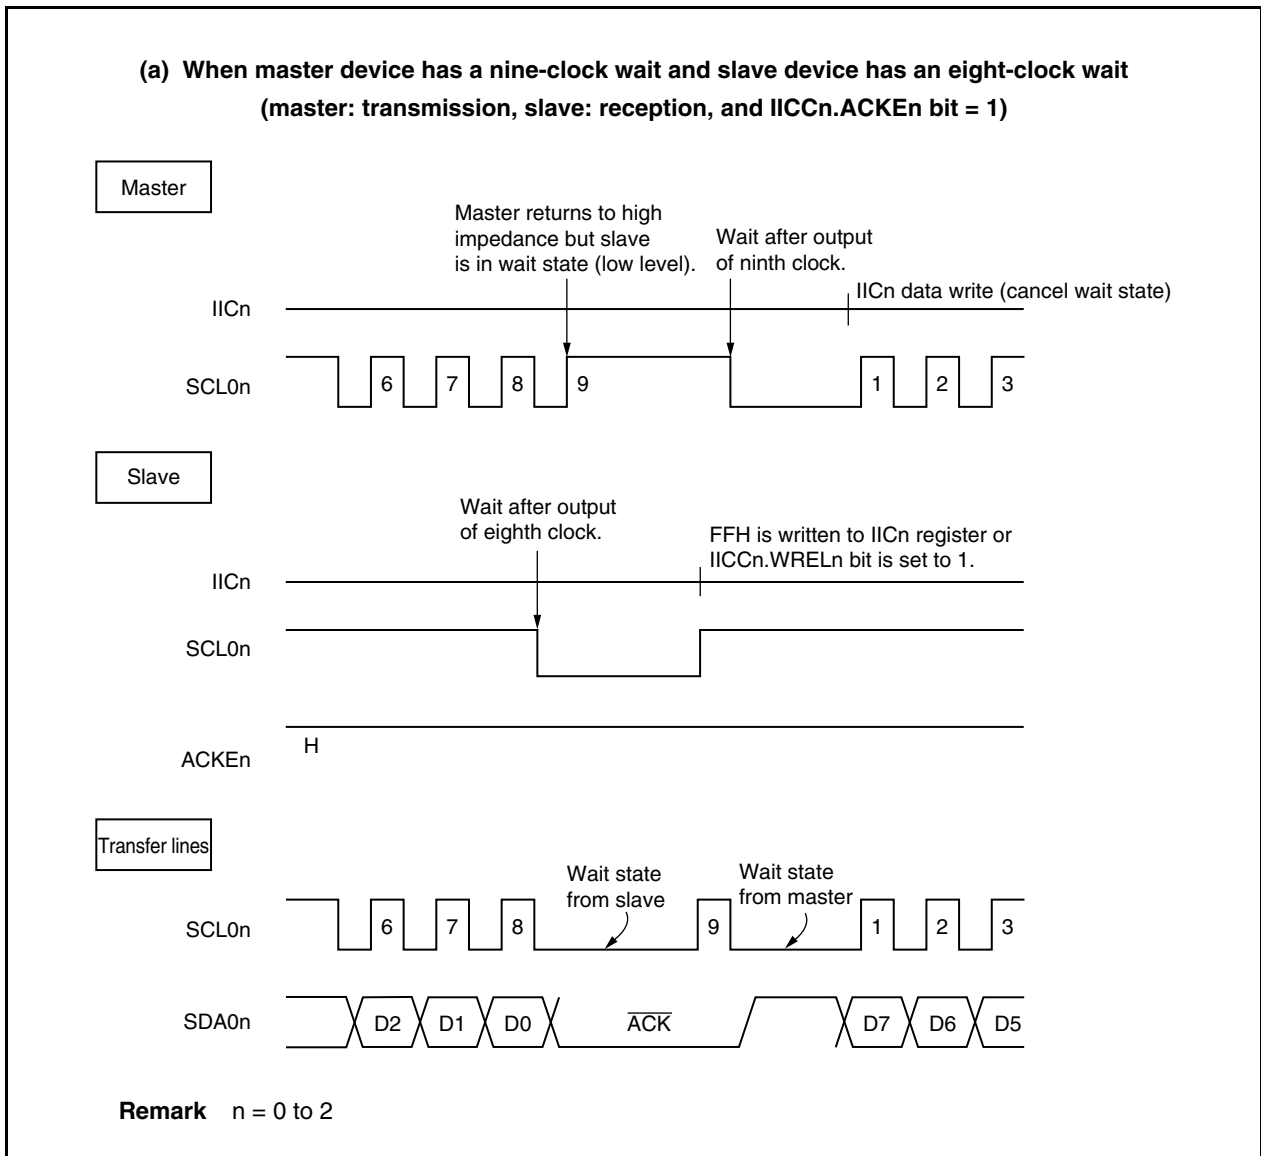 (a) When master device has a nine-clock wait and slave device has an eight-clock wait
(master: transmission, slave: reception, and IICCn.ACKEn bit = 1)
Master
Master returns to high
impedance but slave
is in wait state (low level).
Wait after output
of ninth clock.
IICn data write (cancel wait state)
IICn
SCL0n
6 7 8 9 1 2 3
Slave
Wait after output
of eighth clock.
FFH is written to IICn register or
IICCn.WRELn bit is set to 1.
IICn
SCL0n
H
ACKEn
Transfer lines
Wait state
from slave
Wait state
from master
SCL0n
6 7 8 9 1 2 3
SDA0n
D2 D1 D0 ACK D7 D6 D5
Remark n = 0 to 2